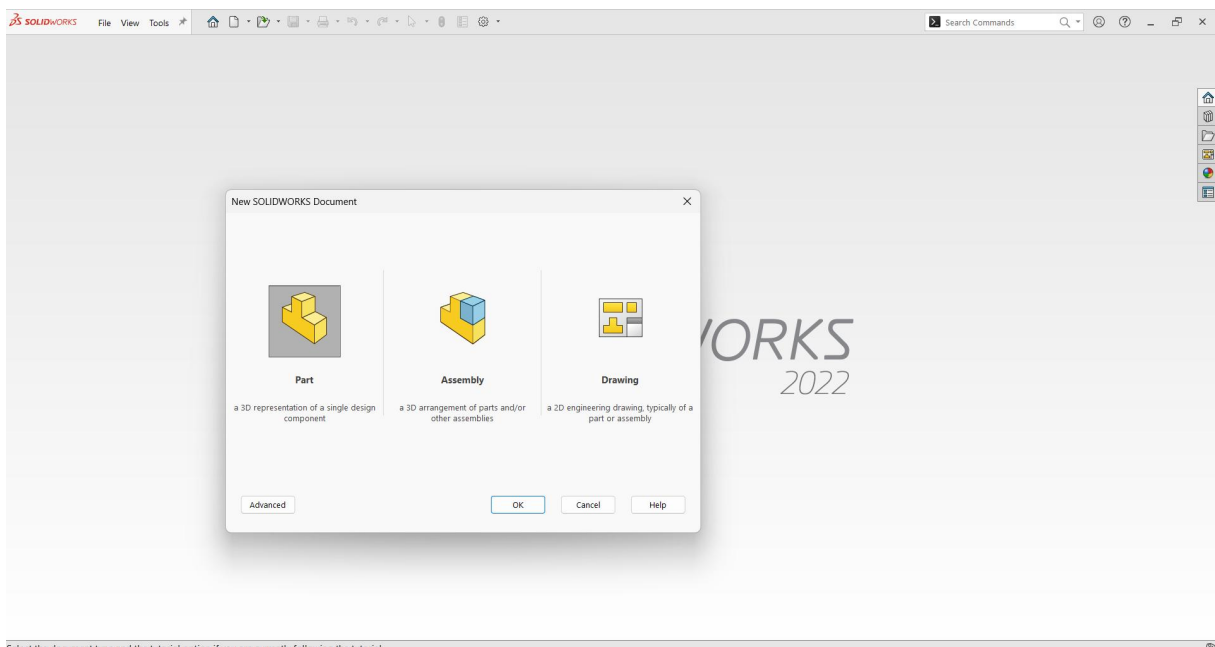 SOLIDWORKS File View Tools Search Commands
New SOLIDWORKS Document
Part
a 3D representation of a single design
component
Assembly
a 3D arrangement of parts and/or
other assemblies
Drawing
a 2D engineering drawing, typically of a
part or assembly
ORKS
2022
Advanced OK Cancel Help